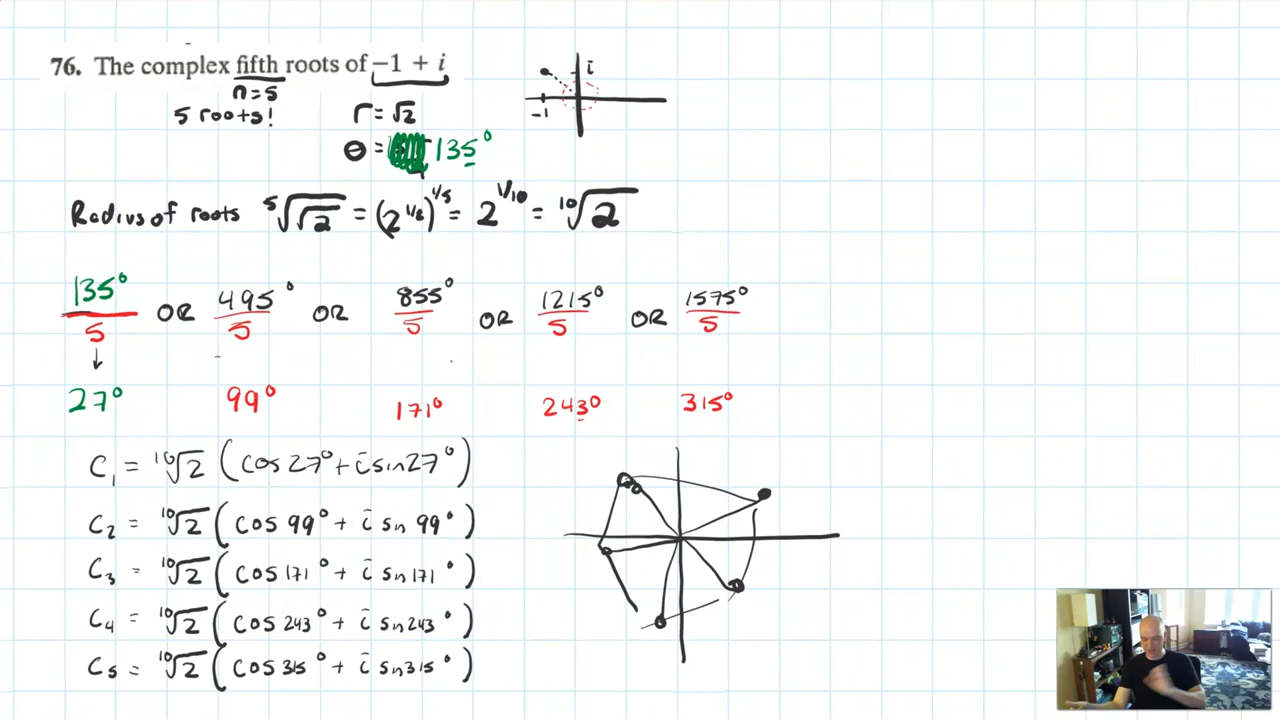 76. The complex fifth roots of −1 + i
n=5
5 roots!
r = √2
θ = 135°
i
-1
Radius of roots ⁵√√2 = (2^1/2)^1/5 = 2^1/10 = ¹⁰√2
135°/5 OR 495°/5 OR 855°/5 OR 1215°/5 OR 1575°/5
27° 99° 171° 243° 315°
C₁ = ¹⁰√2 (cos 27° + i sin 27°)
C₂ = ¹⁰√2 (cos 99° + i sin 99°)
C₃ = ¹⁰√2 (cos 171° + i sin 171°)
C₄ = ¹⁰√2 (cos 243° + i sin 243°)
C₅ = ¹⁰√2 (cos 315° + i sin 315°)